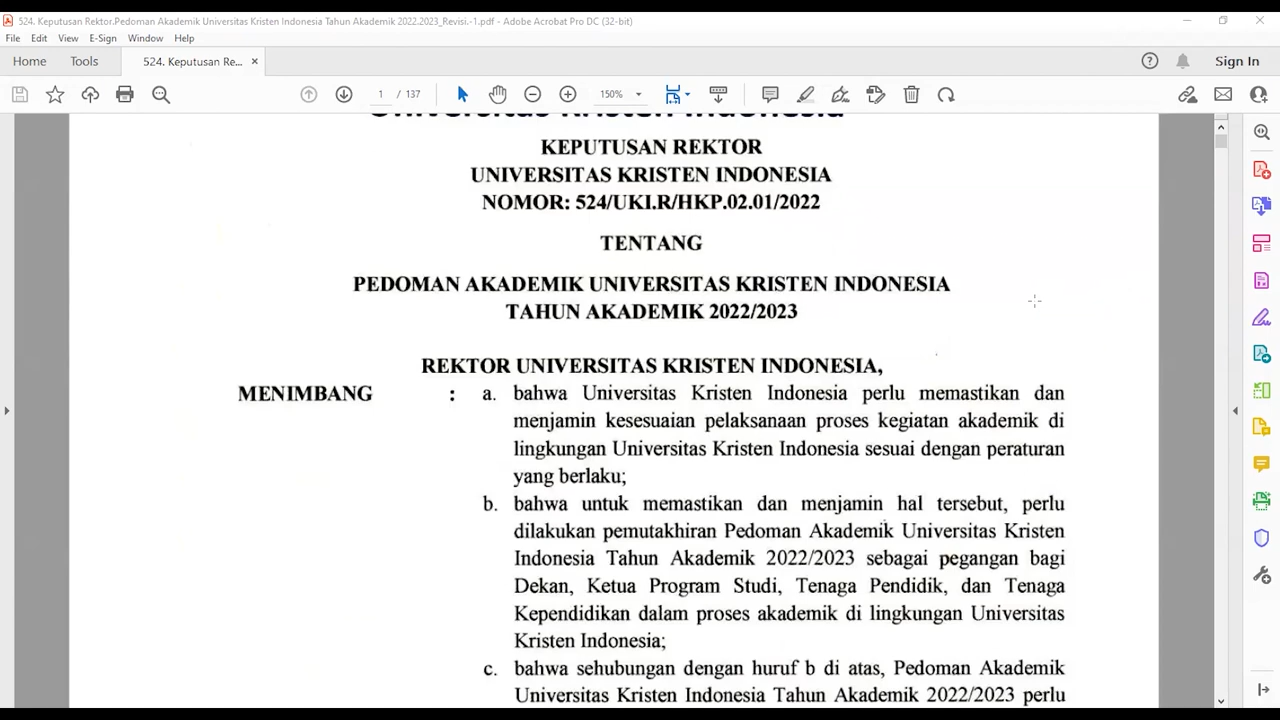 524. Keputusan Rektor.Pedoman Akademik Universitas Kristen Indonesia Tahun Akademik 2022.2023_Revisi.-1.pdf - Adobe Acrobat Pro DC (32-bit)
File Edit View E-Sign Window Help
Home Tools 524. Keputusan Re... × Sign In
1 / 137 150%
Universitas Kristen Indonesia
KEPUTUSAN REKTOR
UNIVERSITAS KRISTEN INDONESIA
NOMOR: 524/UKI.R/HKP.02.01/2022
TENTANG
PEDOMAN AKADEMIK UNIVERSITAS KRISTEN INDONESIA
TAHUN AKADEMIK 2022/2023
REKTOR UNIVERSITAS KRISTEN INDONESIA,
MENIMBANG : a. bahwa Universitas Kristen Indonesia perlu memastikan dan
menjamin kesesuaian pelaksanaan proses kegiatan akademik di
lingkungan Universitas Kristen Indonesia sesuai dengan peraturan
yang berlaku;
b. bahwa untuk memastikan dan menjamin hal tersebut, perlu
dilakukan pemutakhiran Pedoman Akademik Universitas Kristen
Indonesia Tahun Akademik 2022/2023 sebagai pegangan bagi
Dekan, Ketua Program Studi, Tenaga Pendidik, dan Tenaga
Kependidikan dalam proses akademik di lingkungan Universitas
Kristen Indonesia;
c. bahwa sehubungan dengan huruf b di atas, Pedoman Akademik
Universitas Kristen Indonesia Tahun Akademik 2022/2023 perlu